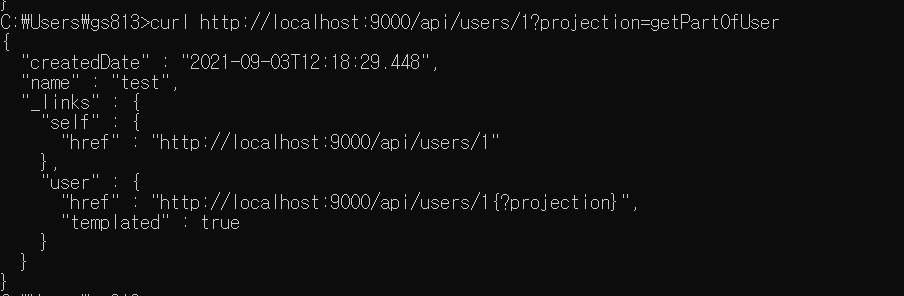 }
C:₩Users₩gs813>curl http://localhost:9000/api/users/1?projection=getPartOfUser
{
  "createdDate" : "2021-09-03T12:18:29.448",
  "name" : "test",
  "_links" : {
    "self" : {
      "href" : "http://localhost:9000/api/users/1"
    },
    "user" : {
      "href" : "http://localhost:9000/api/users/1{?projection}",
      "templated" : true
    }
  }
}